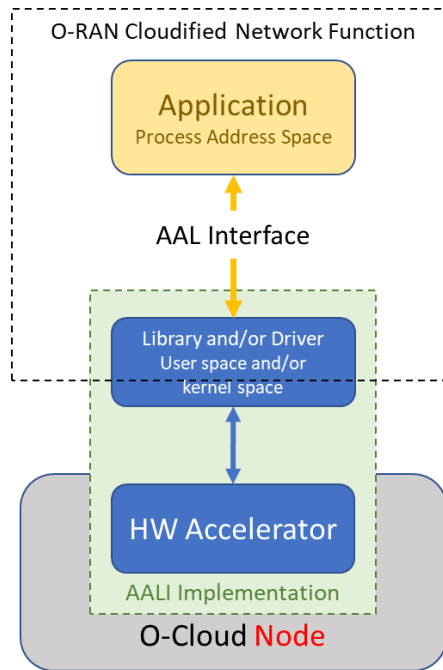 O-RAN Cloudified Network Function
Application
Process Address Space
AAL Interface
Library and/or Driver
User space and/or
kernel space
HW Accelerator
AALI Implementation
O-Cloud Node